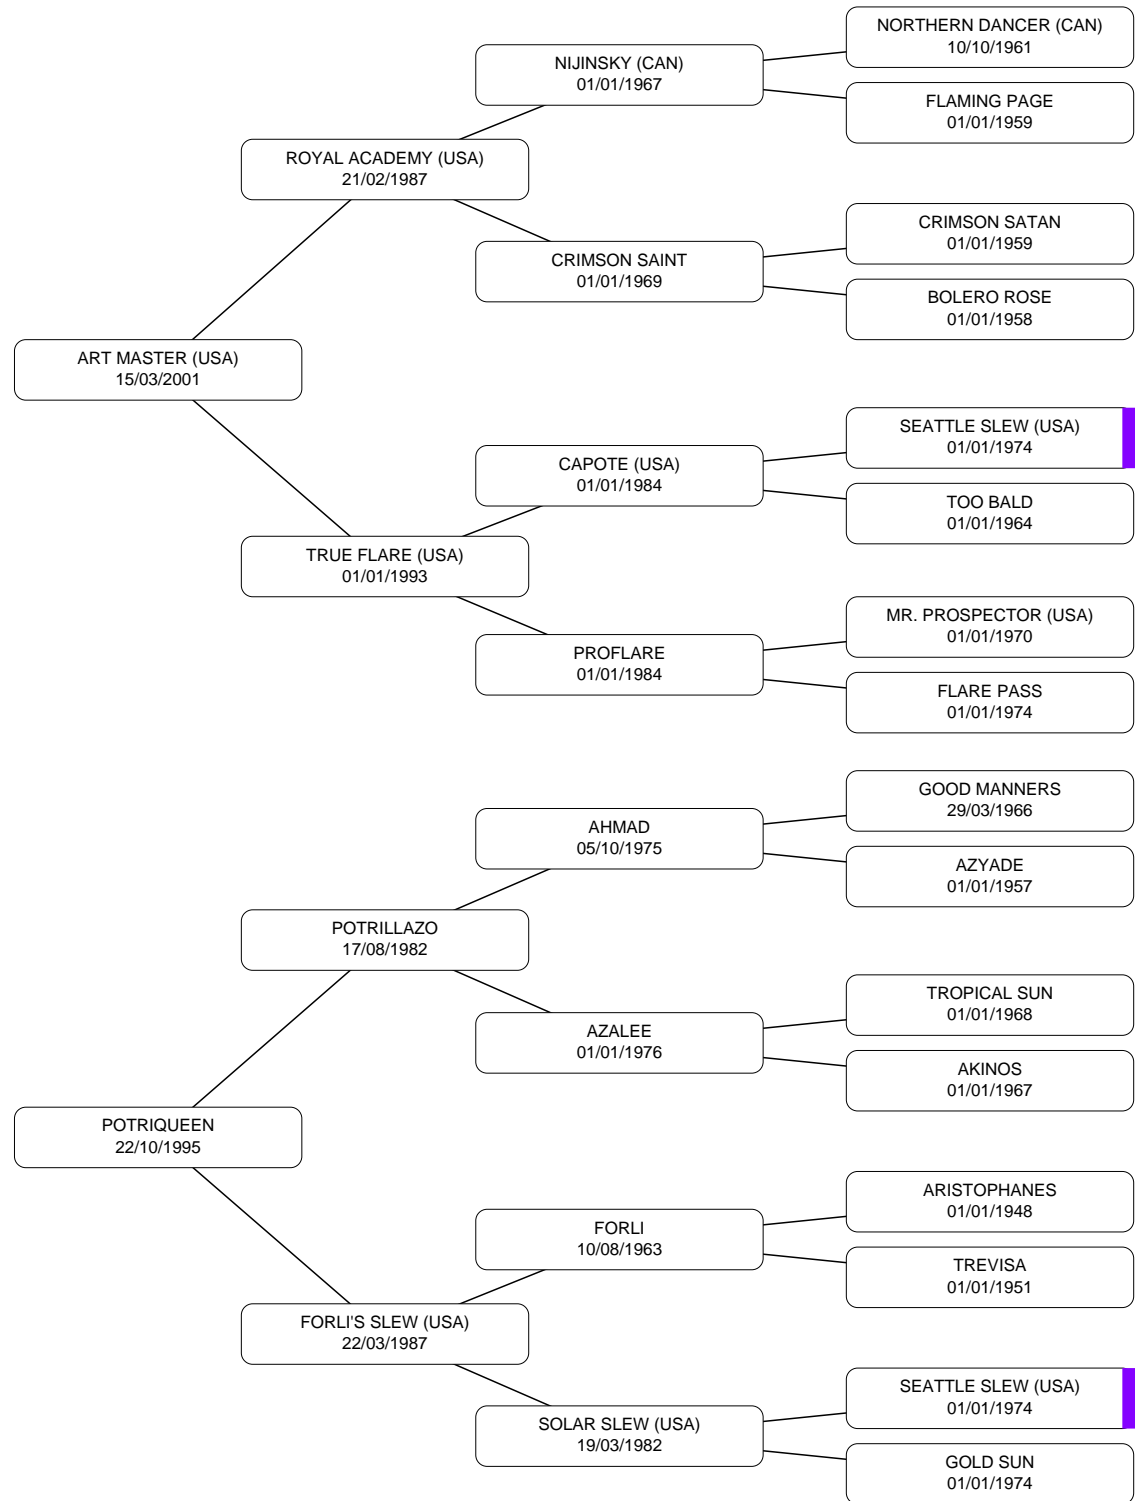 NORTHERN DANCER (CAN)
10/10/1961
NIJINSKY (CAN)
01/01/1967
FLAMING PAGE
01/01/1959
ROYAL ACADEMY (USA)
21/02/1987
CRIMSON SATAN
01/01/1959
CRIMSON SAINT
01/01/1969
BOLERO ROSE
01/01/1958
ART MASTER (USA)
15/03/2001
SEATTLE SLEW (USA)
01/01/1974
CAPOTE (USA)
01/01/1984
TOO BALD
01/01/1964
TRUE FLARE (USA)
01/01/1993
MR. PROSPECTOR (USA)
01/01/1970
PROFLARE
01/01/1984
FLARE PASS
01/01/1974
GOOD MANNERS
29/03/1966
AHMAD
05/10/1975
AZYADE
01/01/1957
POTRILLAZO
17/08/1982
TROPICAL SUN
01/01/1968
AZALEE
01/01/1976
AKINOS
01/01/1967
POTRIQUEEN
22/10/1995
ARISTOPHANES
01/01/1948
FORLI
10/08/1963
TREVISA
01/01/1951
FORLI'S SLEW (USA)
22/03/1987
SEATTLE SLEW (USA)
01/01/1974
SOLAR SLEW (USA)
19/03/1982
GOLD SUN
01/01/1974